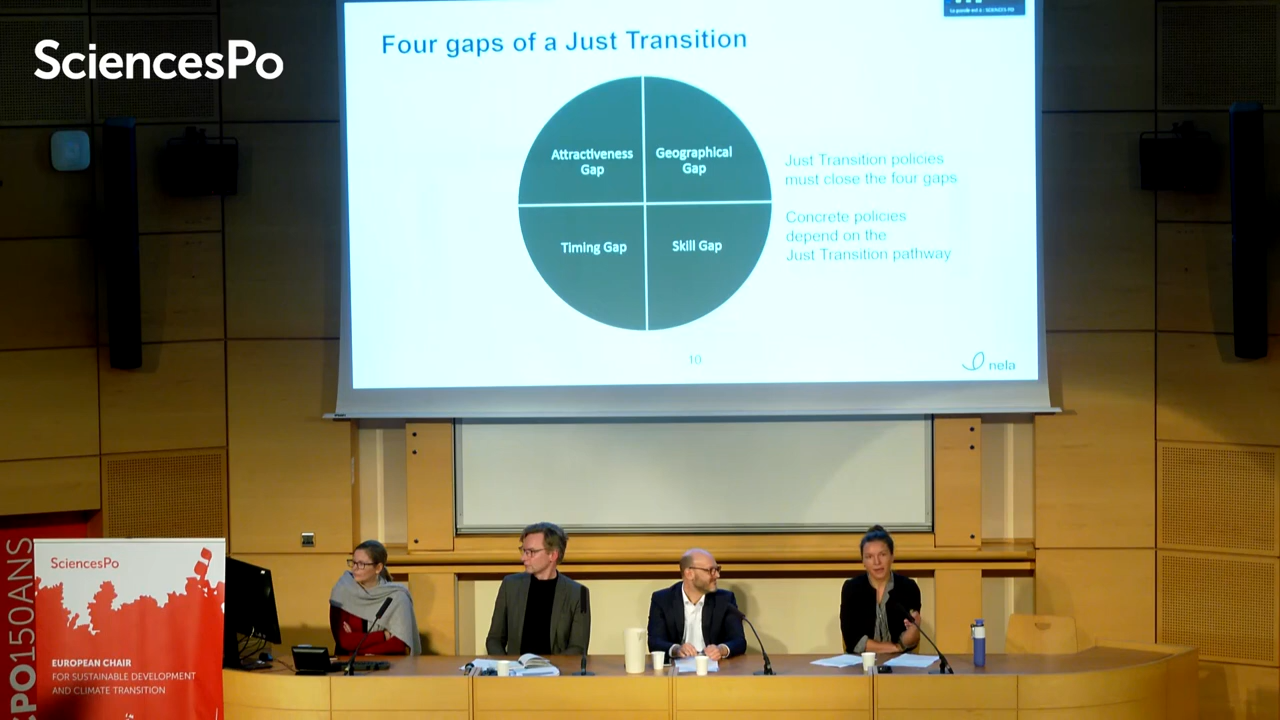 SciencesPo
Four gaps of a Just Transition
Attractiveness
Gap
Geographical
Gap
Timing Gap
Skill Gap
Just Transition policies
must close the four gaps
Concrete policies
depend on the
Just Transition pathway
10
nela
PO150ANS
SciencesPo
EUROPEAN CHAIR
FOR SUSTAINABLE DEVELOPMENT
AND CLIMATE TRANSITION